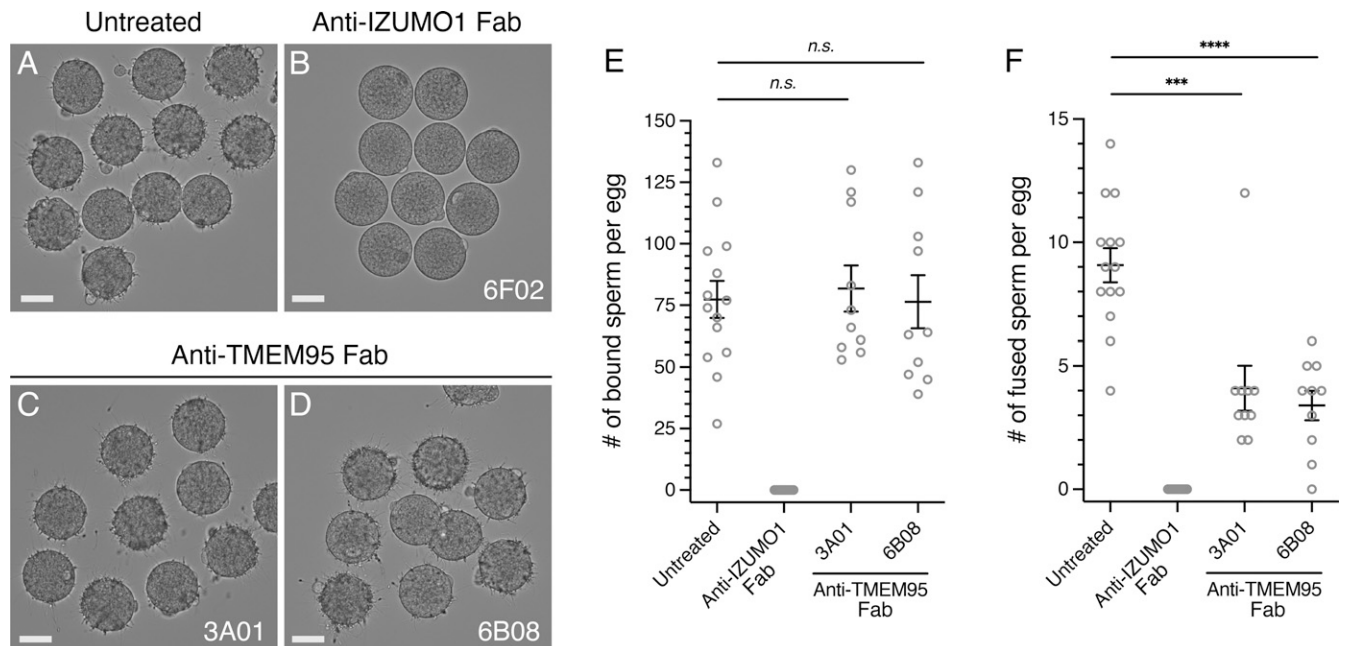 Untreated
Anti-IZUMO1 Fab
A
B
6F02
Anti-TMEM95 Fab
C
D
3A01
6B08
E
n.s.
n.s.
150
125
100
75
50
25
0
# of bound sperm per egg
Untreated
Anti-IZUMO1
Fab
3A01
6B08
Anti-TMEM95
Fab
F
****
***
15
10
5
0
# of fused sperm per egg
Untreated
Anti-IZUMO1
Fab
3A01
6B08
Anti-TMEM95
Fab